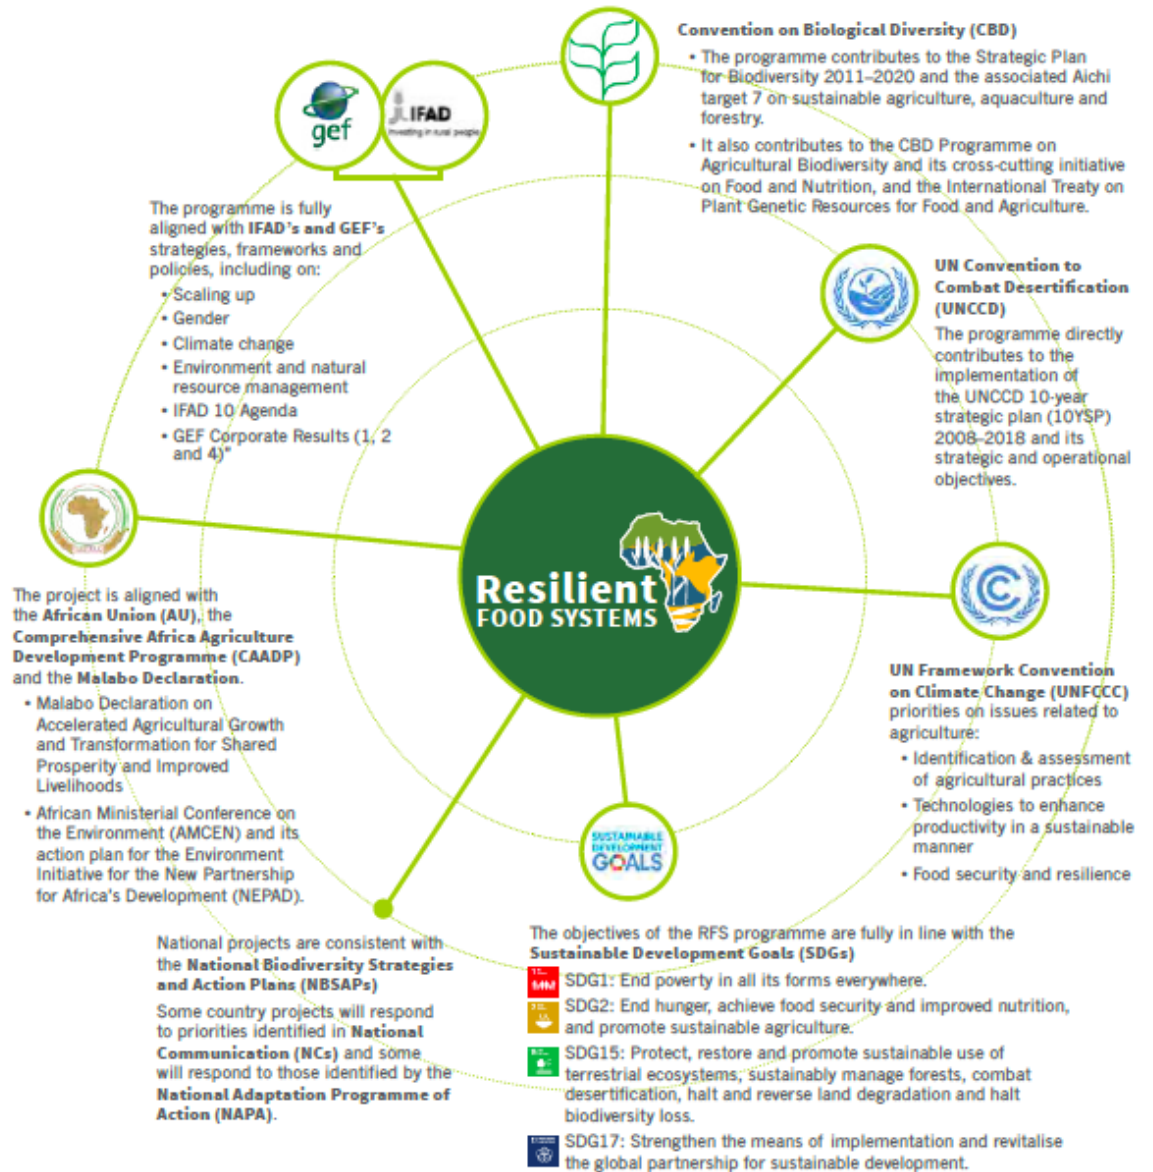 Convention on Biological Diversity (CBD)
• The programme contributes to the Strategic Plan
for Biodiversity 2011–2020 and the associated Aichi
target 7 on sustainable agriculture, aquaculture and
forestry.
• It also contributes to the CBD Programme on
Agricultural Biodiversity and its cross-cutting initiative
on Food and Nutrition, and the International Treaty on
Plant Genetic Resources for Food and Agriculture.
gef
IFAD
Investing in rural people
The programme is fully
aligned with IFAD's and GEF's
strategies, frameworks and
policies, including on:
• Scaling up
• Gender
• Climate change
• Environment and natural
resource management
• IFAD 10 Agenda
• GEF Corporate Results (1, 2
and 4)"
UN Convention to
Combat Desertification
(UNCCD)
The programme directly
contributes to the
implementation of
the UNCCD 10-year
strategic plan (10YSP)
2008–2018 and its
strategic and operational
objectives.
Resilient
FOOD SYSTEMS
The project is aligned with
the African Union (AU), the
Comprehensive Africa Agriculture
Development Programme (CAADP)
and the Malabo Declaration.
• Malabo Declaration on
Accelerated Agricultural Growth
and Transformation for Shared
Prosperity and Improved
Livelihoods
• African Ministerial Conference on
the Environment (AMCEN) and its
action plan for the Environment
Initiative for the New Partnership
for Africa's Development (NEPAD).
UN Framework Convention
on Climate Change (UNFCCC)
priorities on issues related to
agriculture:
• Identification & assessment
of agricultural practices
• Technologies to enhance
productivity in a sustainable
manner
• Food security and resilience
SUSTAINABLE
DEVELOPMENT
GOALS
National projects are consistent with
the National Biodiversity Strategies
and Action Plans (NBSAPs)
Some country projects will respond
to priorities identified in National
Communication (NCs) and some
will respond to those identified by the
National Adaptation Programme of
Action (NAPA).
The objectives of the RFS programme are fully in line with the
Sustainable Development Goals (SDGs)
SDG1: End poverty in all its forms everywhere.
SDG2: End hunger, achieve food security and improved nutrition,
and promote sustainable agriculture.
SDG15: Protect, restore and promote sustainable use of
terrestrial ecosystems, sustainably manage forests, combat
desertification, halt and reverse land degradation and halt
biodiversity loss.
SDG17: Strengthen the means of implementation and revitalise
the global partnership for sustainable development.